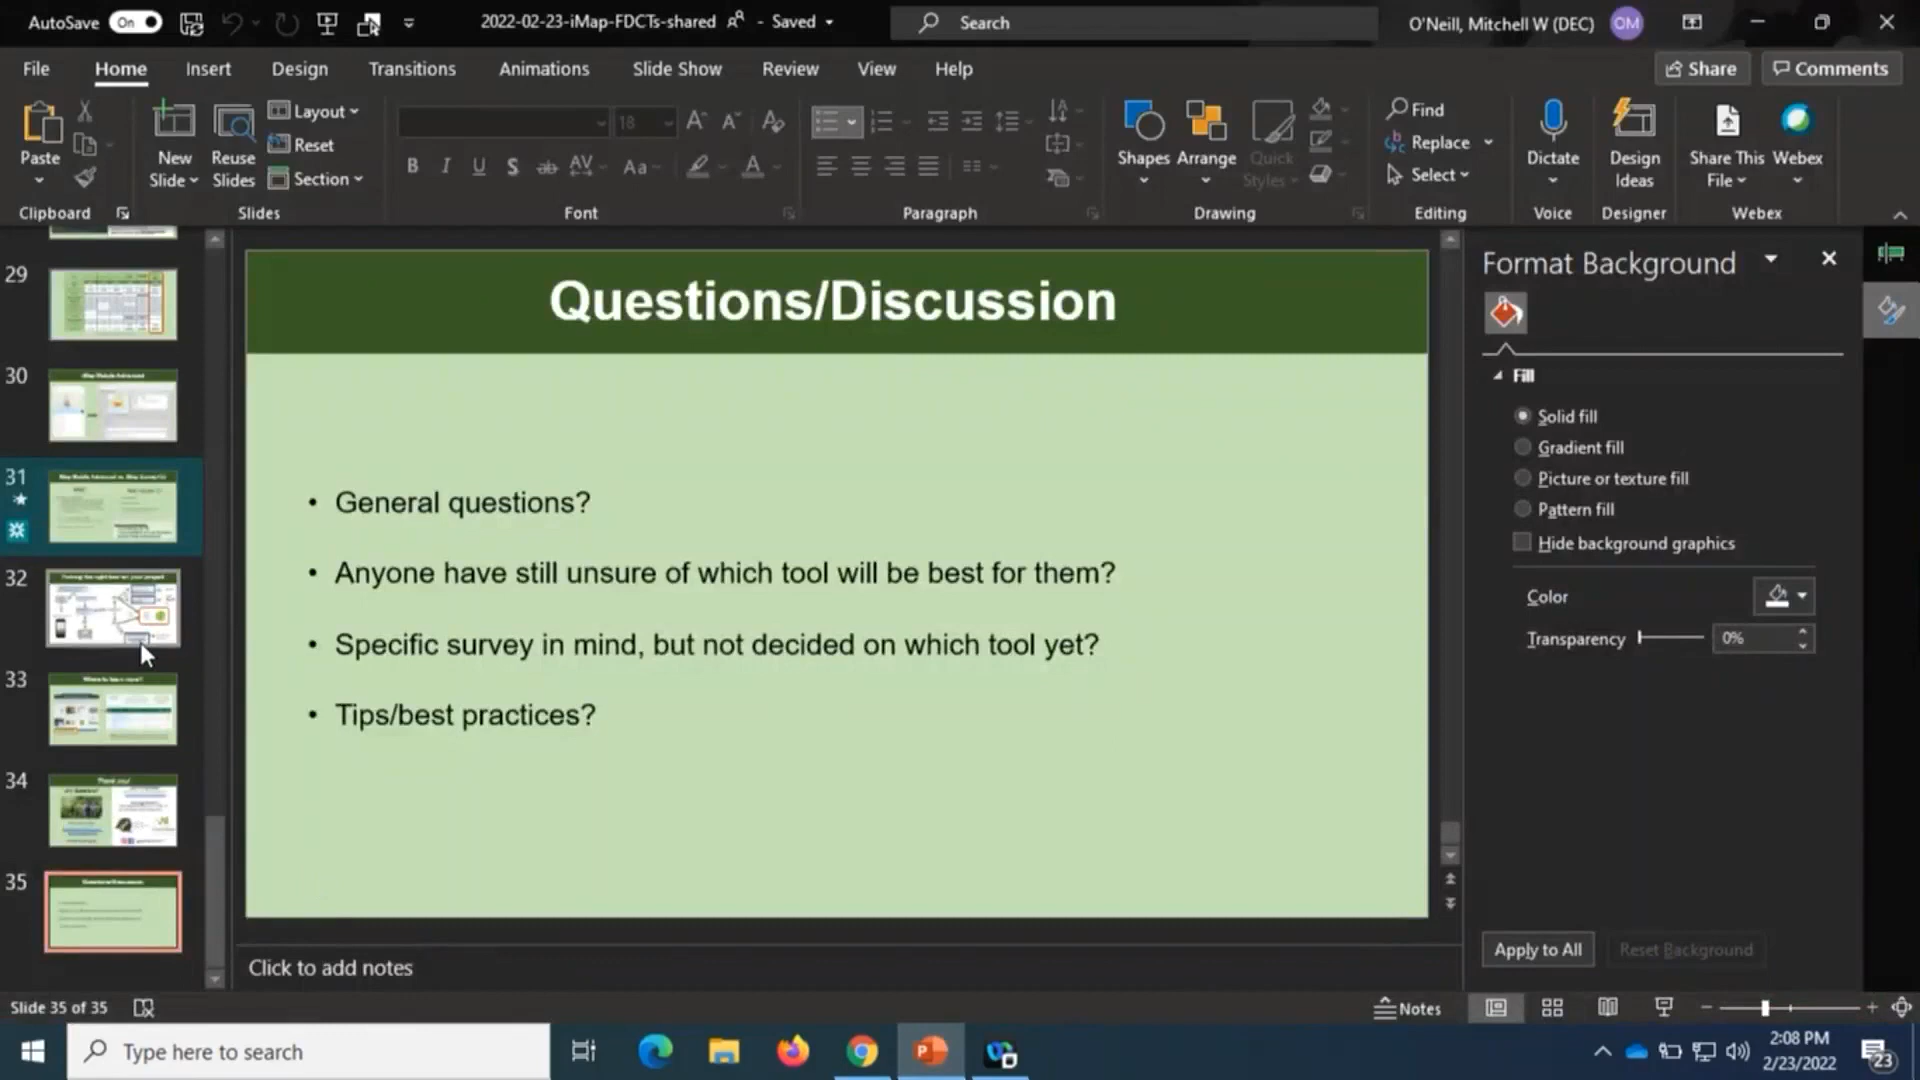 AutoSave On
2022-02-23-iMap-FDCTs-shared - Saved
Search
O'Neill, Mitchell W (DEC) OM
File Home Insert Design Transitions Animations Slide Show Review View Help
Share Comments
Paste
New Slide
Reuse Slides
Layout
Reset
Section
18
B I U S ab AV Aa A
Shapes
Arrange
Quick Styles
Find
Replace
Select
Dictate
Design Ideas
Share This File
Webex
Clipboard Slides Font Paragraph Drawing Editing Voice Designer Webex
29
30
31
32
33
34
35
Questions/Discussion
• General questions?
• Anyone have still unsure of which tool will be best for them?
• Specific survey in mind, but not decided on which tool yet?
• Tips/best practices?
Click to add notes
Format Background
Fill
Solid fill
Gradient fill
Picture or texture fill
Pattern fill
Hide background graphics
Color
Transparency 0%
Apply to All Reset Background
Slide 35 of 35
Notes
Type here to search
2:08 PM
2/23/2022
23